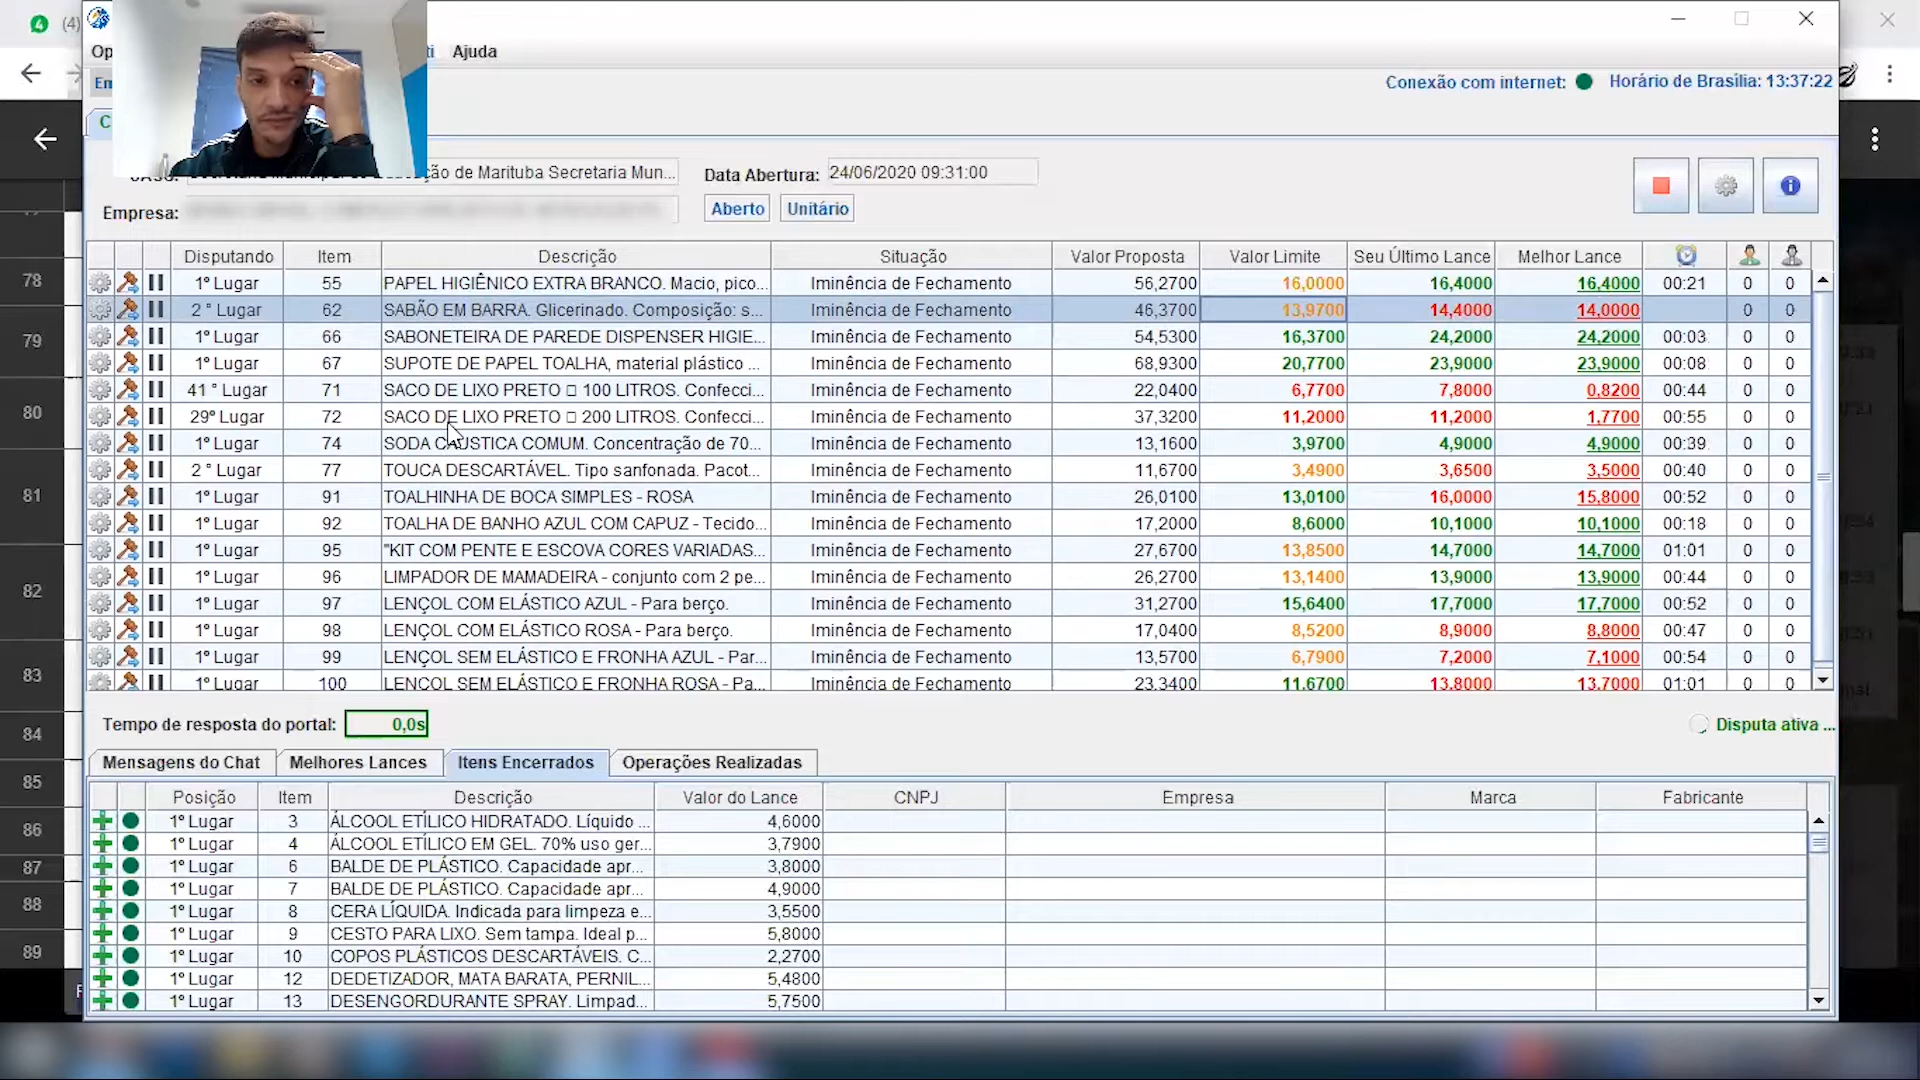 4 (4)
Op ti Ajuda
Conexão com internet: Horário de Brasília: 13:37:22
ção de Marituba Secretaria Mun... Data Abertura: 24/06/2020 09:31:00
Empresa: Aberto Unitário
Disputando Item Descrição Situação Valor Proposta Valor Limite Seu Último Lance Melhor Lance
1º Lugar 55 PAPEL HIGIÊNICO EXTRA BRANCO. Macio, pico... Iminência de Fechamento 56,2700 16,0000 16,4000 16,4000 00:21 0 0
2 º Lugar 62 SABÃO EM BARRA. Glicerinado. Composição: s... Iminência de Fechamento 46,3700 13,9700 14,4000 14,0000 0 0
1º Lugar 66 SABONETEIRA DE PAREDE DISPENSER HIGIE... Iminência de Fechamento 54,5300 16,3700 24,2000 24,2000 00:03 0 0
1º Lugar 67 SUPOTE DE PAPEL TOALHA, material plástico ... Iminência de Fechamento 68,9300 20,7700 23,9000 23,9000 00:08 0 0
41 º Lugar 71 SACO DE LIXO PRETO □ 100 LITROS. Confecci... Iminência de Fechamento 22,0400 6,7700 7,8000 0,8200 00:44 0 0
29º Lugar 72 SACO DE LIXO PRETO □ 200 LITROS. Confecci... Iminência de Fechamento 37,3200 11,2000 11,2000 1,7700 00:55 0 0
1º Lugar 74 SODA CÁUSTICA COMUM. Concentração de 70... Iminência de Fechamento 13,1600 3,9700 4,9000 4,9000 00:39 0 0
2 º Lugar 77 TOUCA DESCARTÁVEL. Tipo sanfonada. Pacot... Iminência de Fechamento 11,6700 3,4900 3,6500 3,5000 00:40 0 0
1º Lugar 91 TOALHINHA DE BOCA SIMPLES - ROSA Iminência de Fechamento 26,0100 13,0100 16,0000 15,8000 00:52 0 0
1º Lugar 92 TOALHA DE BANHO AZUL COM CAPUZ - Tecido... Iminência de Fechamento 17,2000 8,6000 10,1000 10,1000 00:18 0 0
1º Lugar 95 "KIT COM PENTE E ESCOVA CORES VARIADAS... Iminência de Fechamento 27,6700 13,8500 14,7000 14,7000 01:01 0 0
1º Lugar 96 LIMPADOR DE MAMADEIRA - conjunto com 2 pe... Iminência de Fechamento 26,2700 13,1400 13,9000 13,9000 00:44 0 0
1º Lugar 97 LENÇOL COM ELÁSTICO AZUL - Para berço. Iminência de Fechamento 31,2700 15,6400 17,7000 17,7000 00:52 0 0
1º Lugar 98 LENÇOL COM ELÁSTICO ROSA - Para berço. Iminência de Fechamento 17,0400 8,5200 8,9000 8,8000 00:47 0 0
1º Lugar 99 LENÇOL SEM ELÁSTICO E FRONHA AZUL - Par... Iminência de Fechamento 13,5700 6,7900 7,2000 7,1000 00:54 0 0
1º Lugar 100 LENÇOL SEM ELÁSTICO E FRONHA ROSA - Pa... Iminência de Fechamento 23,3400 11,6700 13,8000 13,7000 01:01 0 0
Tempo de resposta do portal: 0,0s Disputa ativa ...
Mensagens do Chat Melhores Lances Itens Encerrados Operações Realizadas
Posição Item Descrição Valor do Lance CNPJ Empresa Marca Fabricante
1º Lugar 3 ÁLCOOL ETÍLICO HIDRATADO. Líquido ... 4,6000
1º Lugar 4 ÁLCOOL ETÍLICO EM GEL. 70% uso ger... 3,7900
1º Lugar 6 BALDE DE PLÁSTICO. Capacidade apr... 3,8000
1º Lugar 7 BALDE DE PLÁSTICO. Capacidade apr... 4,9000
1º Lugar 8 CERA LÍQUIDA. Indicada para limpeza e... 3,5500
1º Lugar 9 CESTO PARA LIXO. Sem tampa. Ideal p... 5,8000
1º Lugar 10 COPOS PLÁSTICOS DESCARTÁVEIS. C... 2,2700
1º Lugar 12 DEDETIZADOR, MATA BARATA, PERNIL... 5,4800
1º Lugar 13 DESENGORDURANTE SPRAY. Limpad... 5,7500
78
79
80
81
82
83
84
85
86
87
88
89